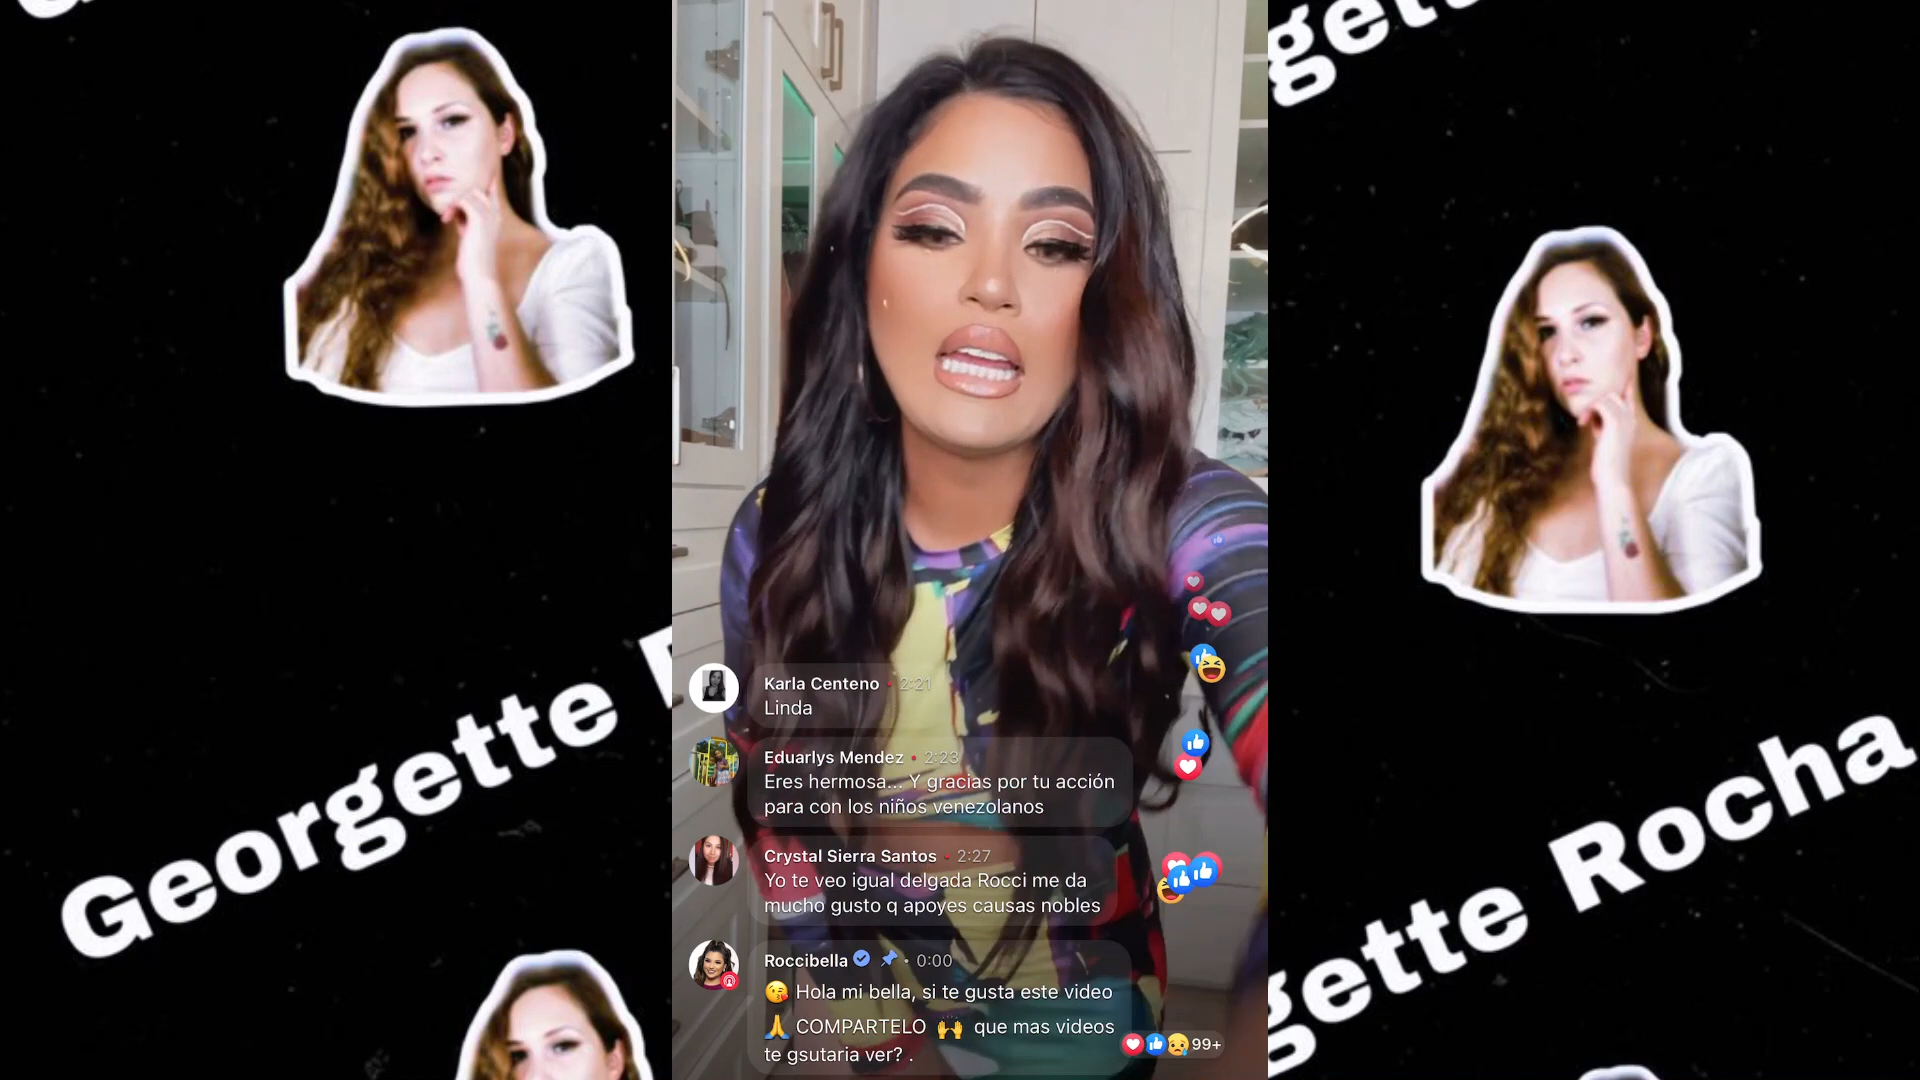 Georgette R
gette
Rocha
gette
Karla Centeno • 2:21
Linda
Eduarlys Mendez • 2:23
Eres hermosa... Y gracias por tu acción
para con los niños venezolanos
Crystal Sierra Santos • 2:27
Yo te veo igual delgada Rocci me da
mucho gusto q apoyes causas nobles
Roccibella • 0:00
😘 Hola mi bella, si te gusta este video
🙏 COMPARTELO 🙌 que mas videos
te gsutaria ver? .
99+